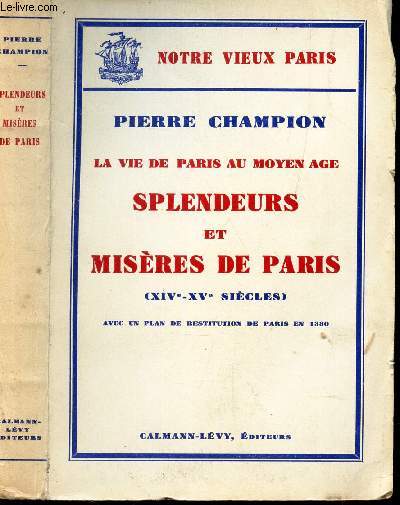 Le-livre.com
PIERRE
CHAMPION
SPLENDEURS
ET
MISÈRES
DE PARIS
CALMANN-
LÉVY
ÉDITEURS
NOTRE VIEUX PARIS
PIERRE CHAMPION
LA VIE DE PARIS AU MOYEN AGE
SPLENDEURS
ET
MISÈRES DE PARIS
(XIVe-XVe SIÈCLES)
AVEC UN PLAN DE RESTITUTION DE PARIS EN 1380
CALMANN-LÉVY, ÉDITEURS